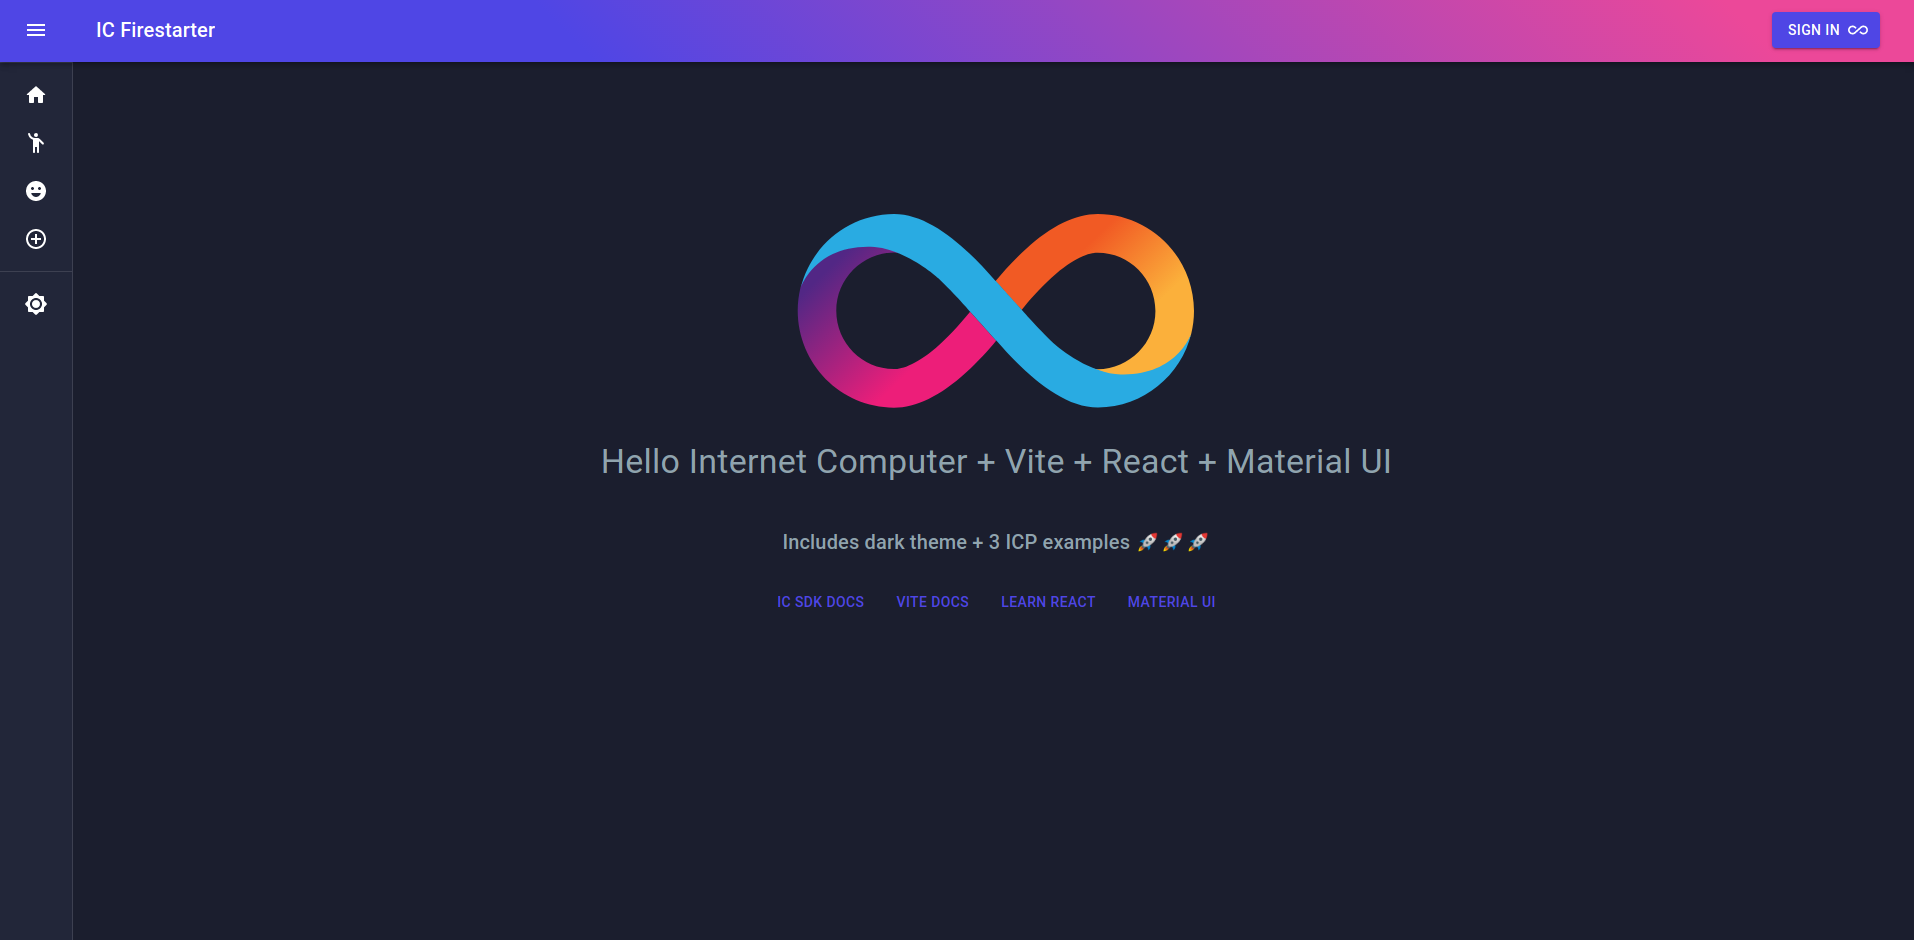 IC Firestarter
SIGN IN
Hello Internet Computer + Vite + React + Material UI
Includes dark theme + 3 ICP examples 🚀 🚀 🚀
IC SDK DOCS VITE DOCS LEARN REACT MATERIAL UI